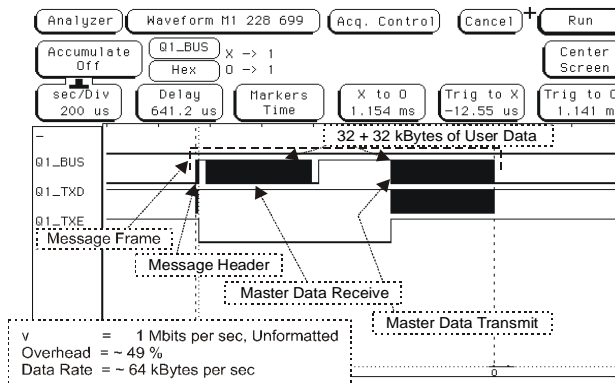 Analyzer Waveform M1 228 699 Acq. Control Cancel Run
Accumulate Off
Q1_BUS X -> 1
Hex O -> 1
Center Screen
sec/Div 200 us
Delay 641.2 us
Markers Time
X to O 1.154 ms
Trig to X -12.55 us
Trig to O 1.141 m
32 + 32 kBytes of User Data
Q1_BUS
Q1_TXD
Q1_TXE
Message Frame
Message Header
Master Data Receive
Master Data Transmit
v = 1 Mbits per sec, Unformatted
Overhead = ~ 49 %
Data Rate = ~ 64 kBytes per sec
0